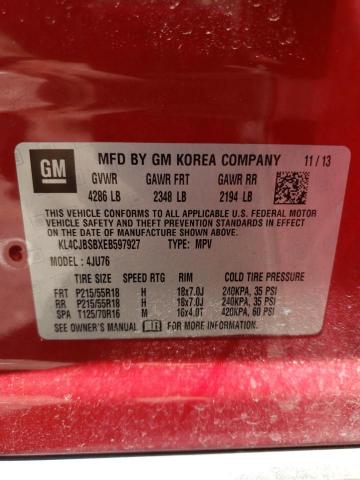 GM
MFD BY GM KOREA COMPANY 11/13
GVWR GAWR FRT GAWR RR
4286 LB 2348 LB 2194 LB
THIS VEHICLE CONFORMS TO ALL APPLICABLE U.S. FEDERAL MOTOR
VEHICLE SAFETY, BUMPER, AND THEFT PREVENTION STANDARDS IN EFFECT ON THE
DATE OF MANUFACTURE SHOWN ABOVE.
KL4CJBSBXEB597927 TYPE: MPV
MODEL: 4JU76
TIRE SIZE SPEED RTG RIM COLD TIRE PRESSURE
FRT P215/55R18 H 18x7.0J 240KPA, 35 PSI
RR P215/55R18 H 18x7.0J 240KPA, 35 PSI
SPA T125/70R16 M 16x4.0T 420KPA, 60 PSI
SEE OWNER'S MANUAL FOR MORE INFORMATION.